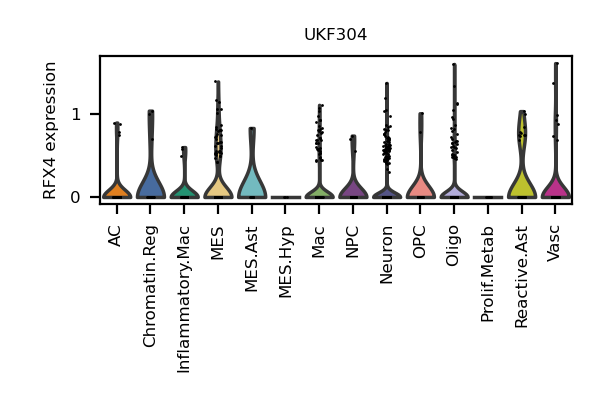 UKF304
RFX4 expression
1
0
AC
Chromatin.Reg
Inflammatory.Mac
MES
MES.Ast
MES.Hyp
Mac
NPC
Neuron
OPC
Oligo
Prolif.Metab
Reactive.Ast
Vasc